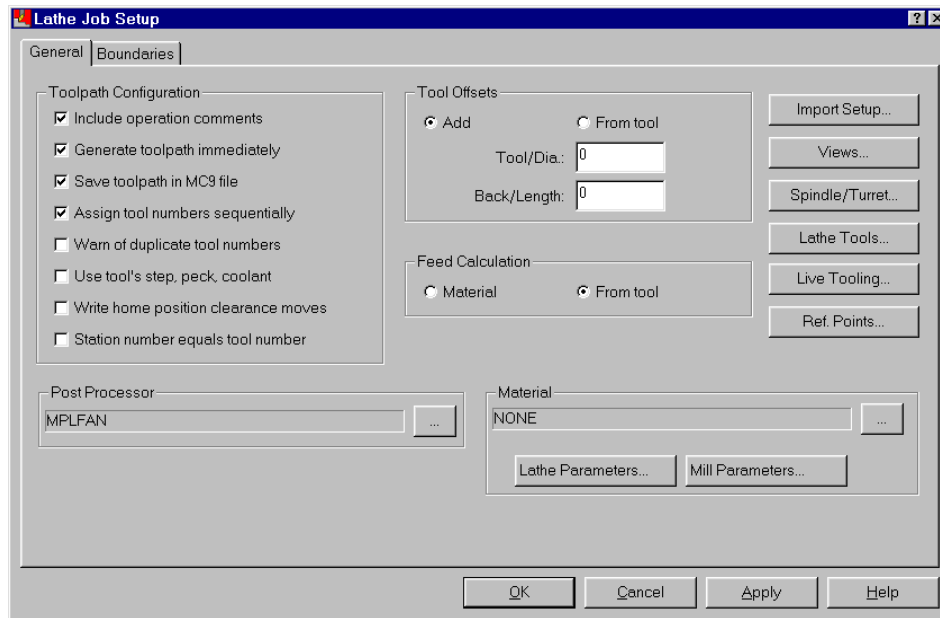 Lathe Job Setup
General
Boundaries
Toolpath Configuration
Include operation comments
Generate toolpath immediately
Save toolpath in MC9 file
Assign tool numbers sequentially
Warn of duplicate tool numbers
Use tool's step, peck, coolant
Write home position clearance moves
Station number equals tool number
Tool Offsets
Add
From tool
Tool/Dia.: 0
Back/Length: 0
Feed Calculation
Material
From tool
Import Setup...
Views...
Spindle/Turret...
Lathe Tools...
Live Tooling...
Ref. Points...
Post Processor
MPLFAN
...
Material
NONE
...
Lathe Parameters...
Mill Parameters...
OK
Cancel
Apply
Help